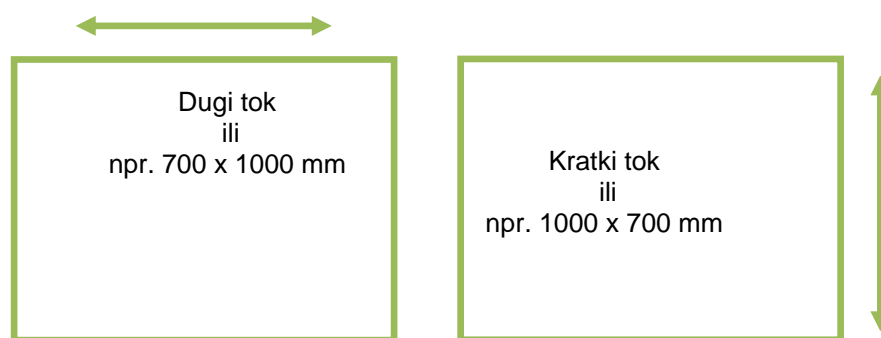 Dugi tok
ili
npr. 700 x 1000 mm
Kratki tok
ili
npr. 1000 x 700 mm